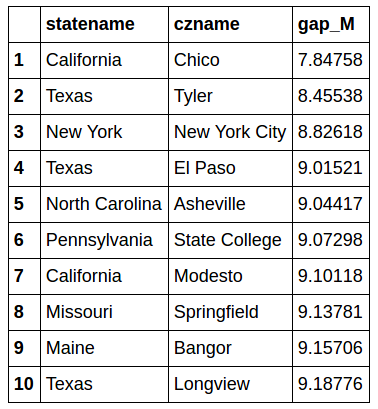 statename czname gap_M
1 California Chico 7.84758
2 Texas Tyler 8.45538
3 New York New York City 8.82618
4 Texas El Paso 9.01521
5 North Carolina Asheville 9.04417
6 Pennsylvania State College 9.07298
7 California Modesto 9.10118
8 Missouri Springfield 9.13781
9 Maine Bangor 9.15706
10 Texas Longview 9.18776